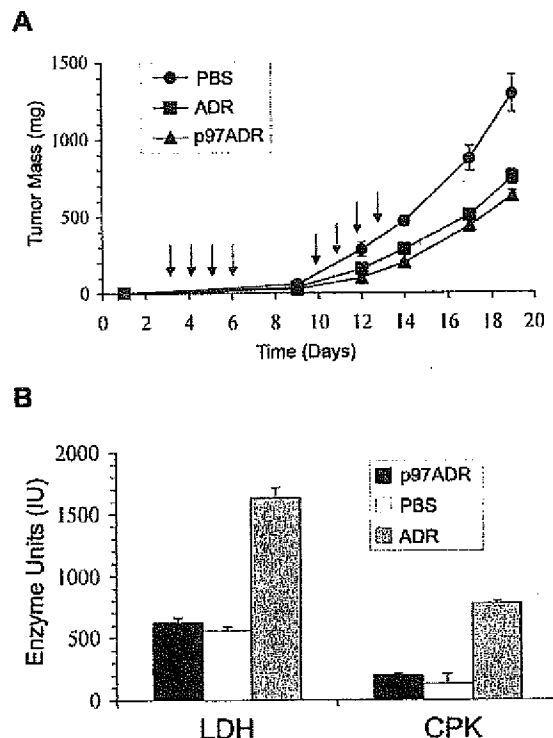 A
1500
1000
500
0
Tumor Mass (mg)
PBS
ADR
p97ADR
0 2 4 6 8 10 12 14 16 18 20
Time (Days)
B
2000
1500
1000
500
0
Enzyme Units (IU)
p97ADR
PBS
ADR
LDH CPK